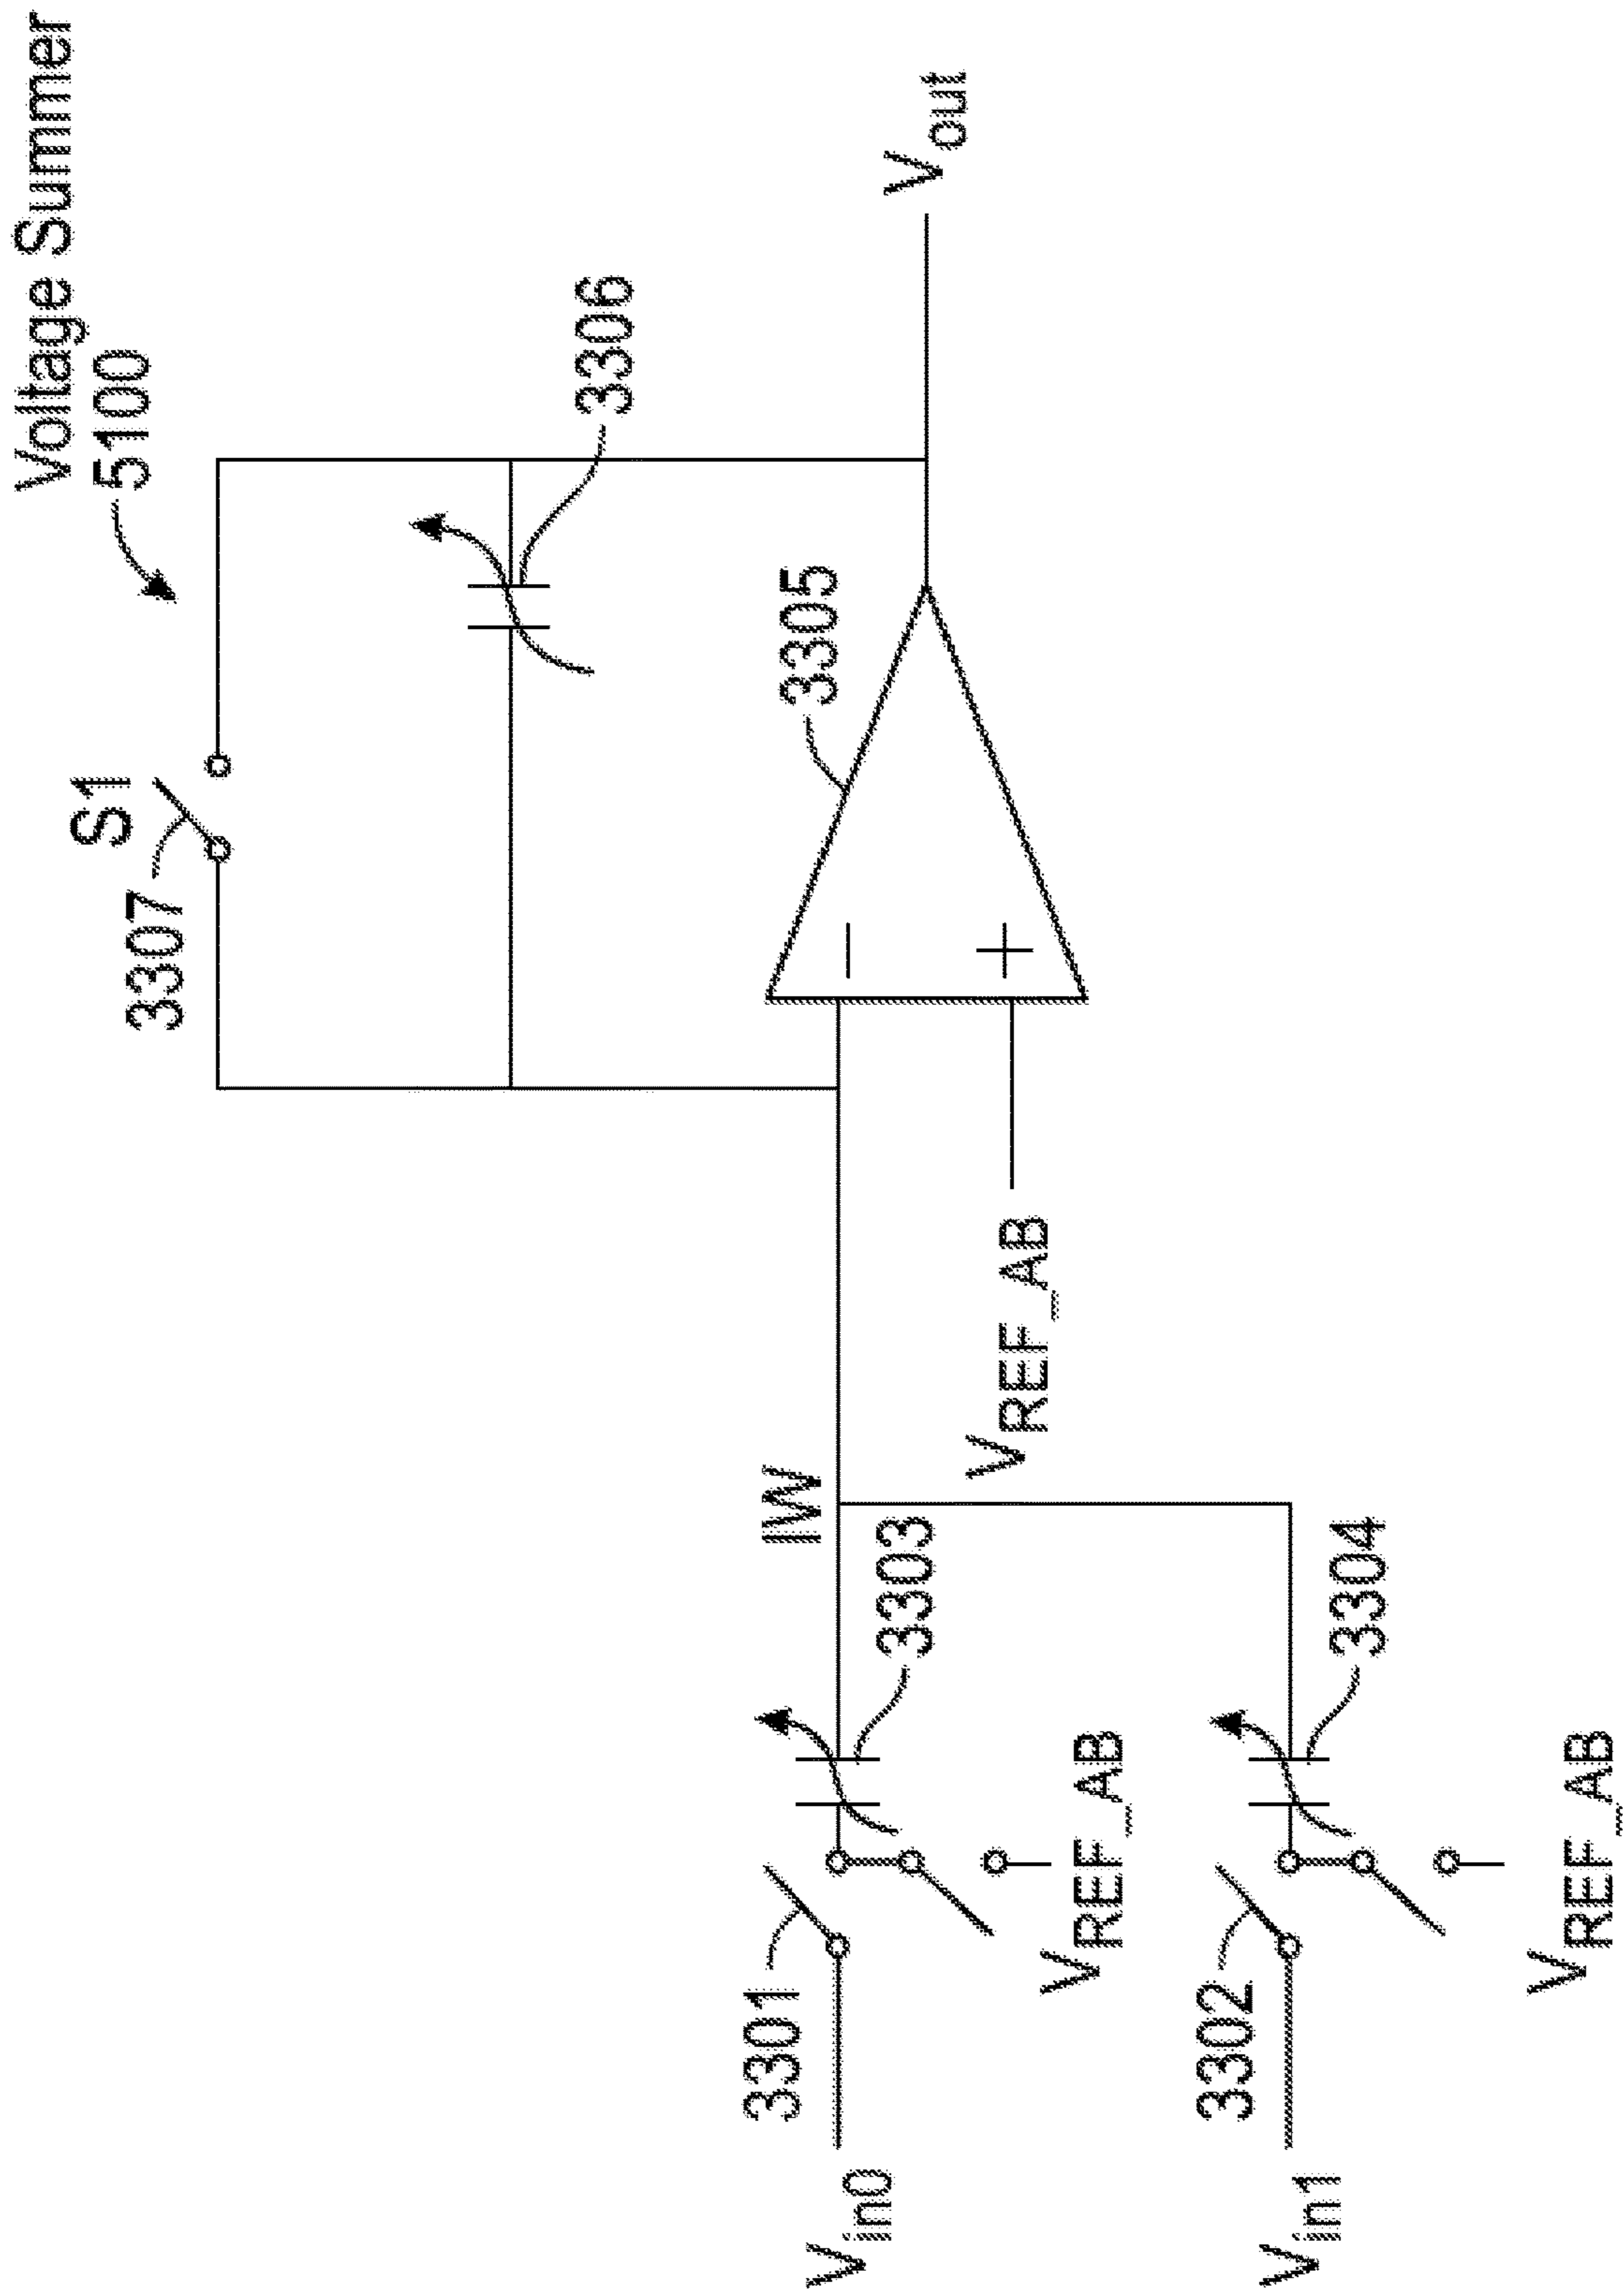 Voltage Summer
5100
S1
3307
3306
3305
−
+
Vout
IW
VREF_AB
3301
3303
Vin0
VREF_AB
3302
3304
Vin1
VREF_AB